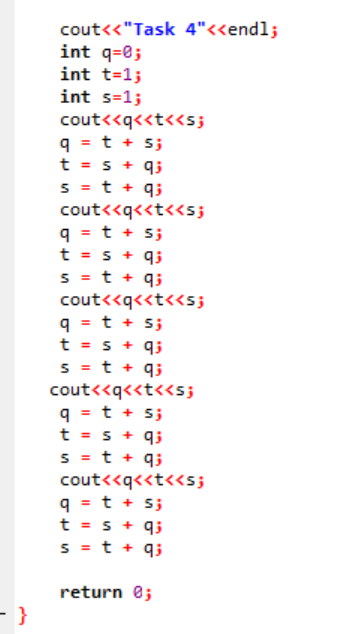 cout<<"Task 4"<<endl;
int q=0;
int t=1;
int s=1;
cout<<q<<t<<s;
q = t + s;
t = s + q;
s = t + q;
cout<<q<<t<<s;
q = t + s;
t = s + q;
s = t + q;
cout<<q<<t<<s;
q = t + s;
t = s + q;
s = t + q;
cout<<q<<t<<s;
q = t + s;
t = s + q;
s = t + q;
cout<<q<<t<<s;
q = t + s;
t = s + q;
s = t + q;
return 0;
}